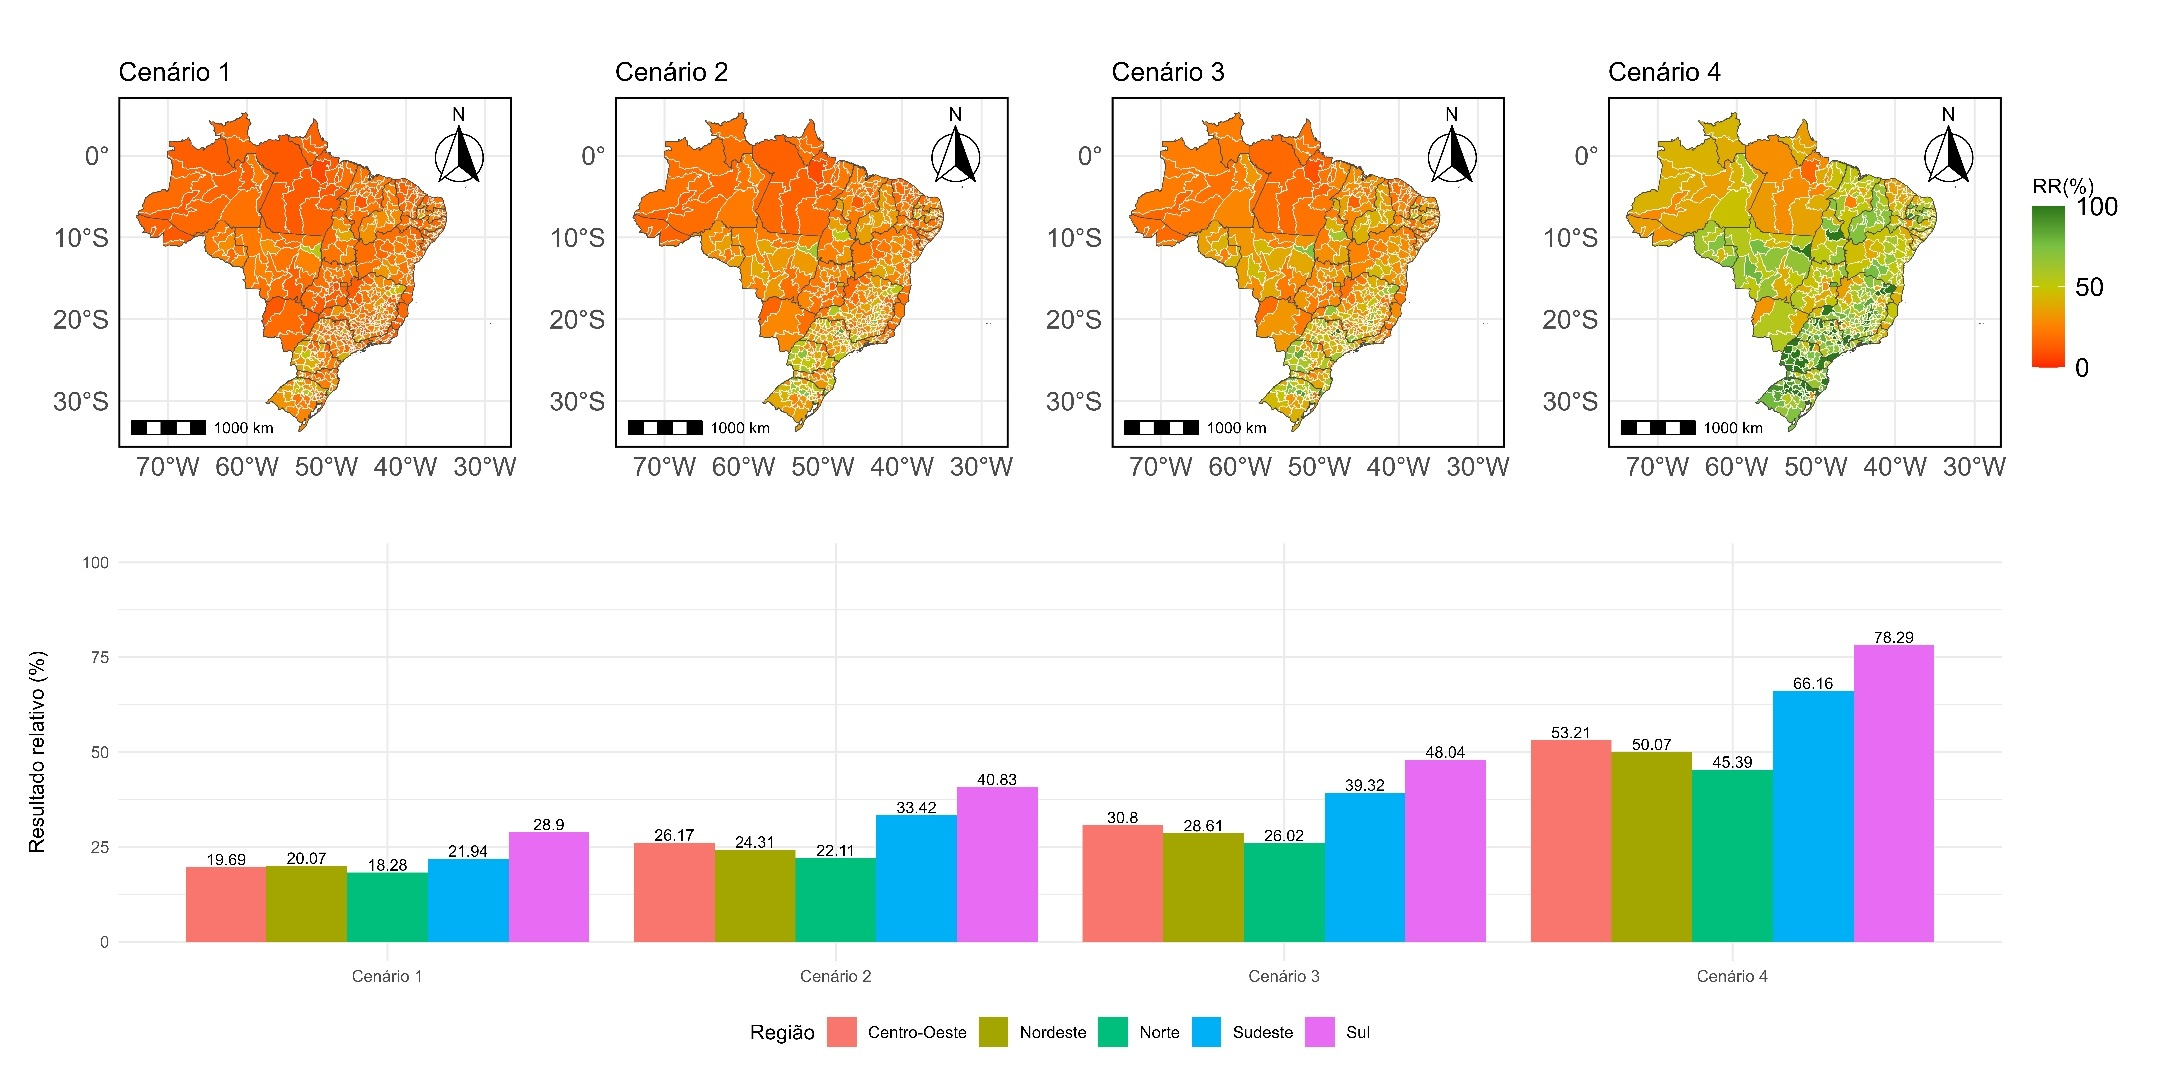 Cenário 1
Cenário 2
Cenário 3
Cenário 4
N
N
N
N
0°
10°S
20°S
30°S
0°
10°S
20°S
30°S
0°
10°S
20°S
30°S
0°
10°S
20°S
30°S
RR(%)
100
50
0
1000 km
1000 km
1000 km
1000 km
70°W 60°W 50°W 40°W 30°W
70°W 60°W 50°W 40°W 30°W
70°W 60°W 50°W 40°W 30°W
70°W 60°W 50°W 40°W 30°W
Resultado relativo (%)
100
75
50
25
0
19.69 20.07 18.28 21.94 28.9
26.17 24.31 22.11 33.42 40.83
30.8 28.61 26.02 39.32 48.04
53.21 50.07 45.39 66.16 78.29
Cenário 1 Cenário 2 Cenário 3 Cenário 4
Região Centro-Oeste Nordeste Norte Sudeste Sul